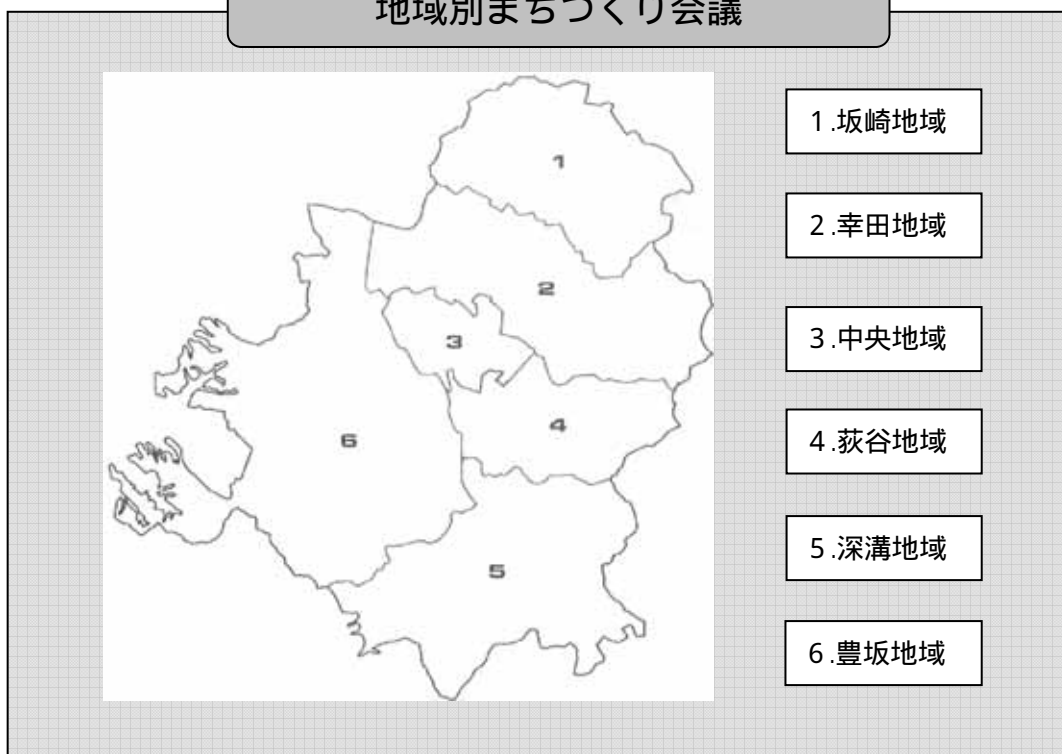 地域別まちづくり会議
1
2
3
4
5
6
1.坂崎地域
2.幸田地域
3.中央地域
4.荻谷地域
5.深溝地域
6.豊坂地域